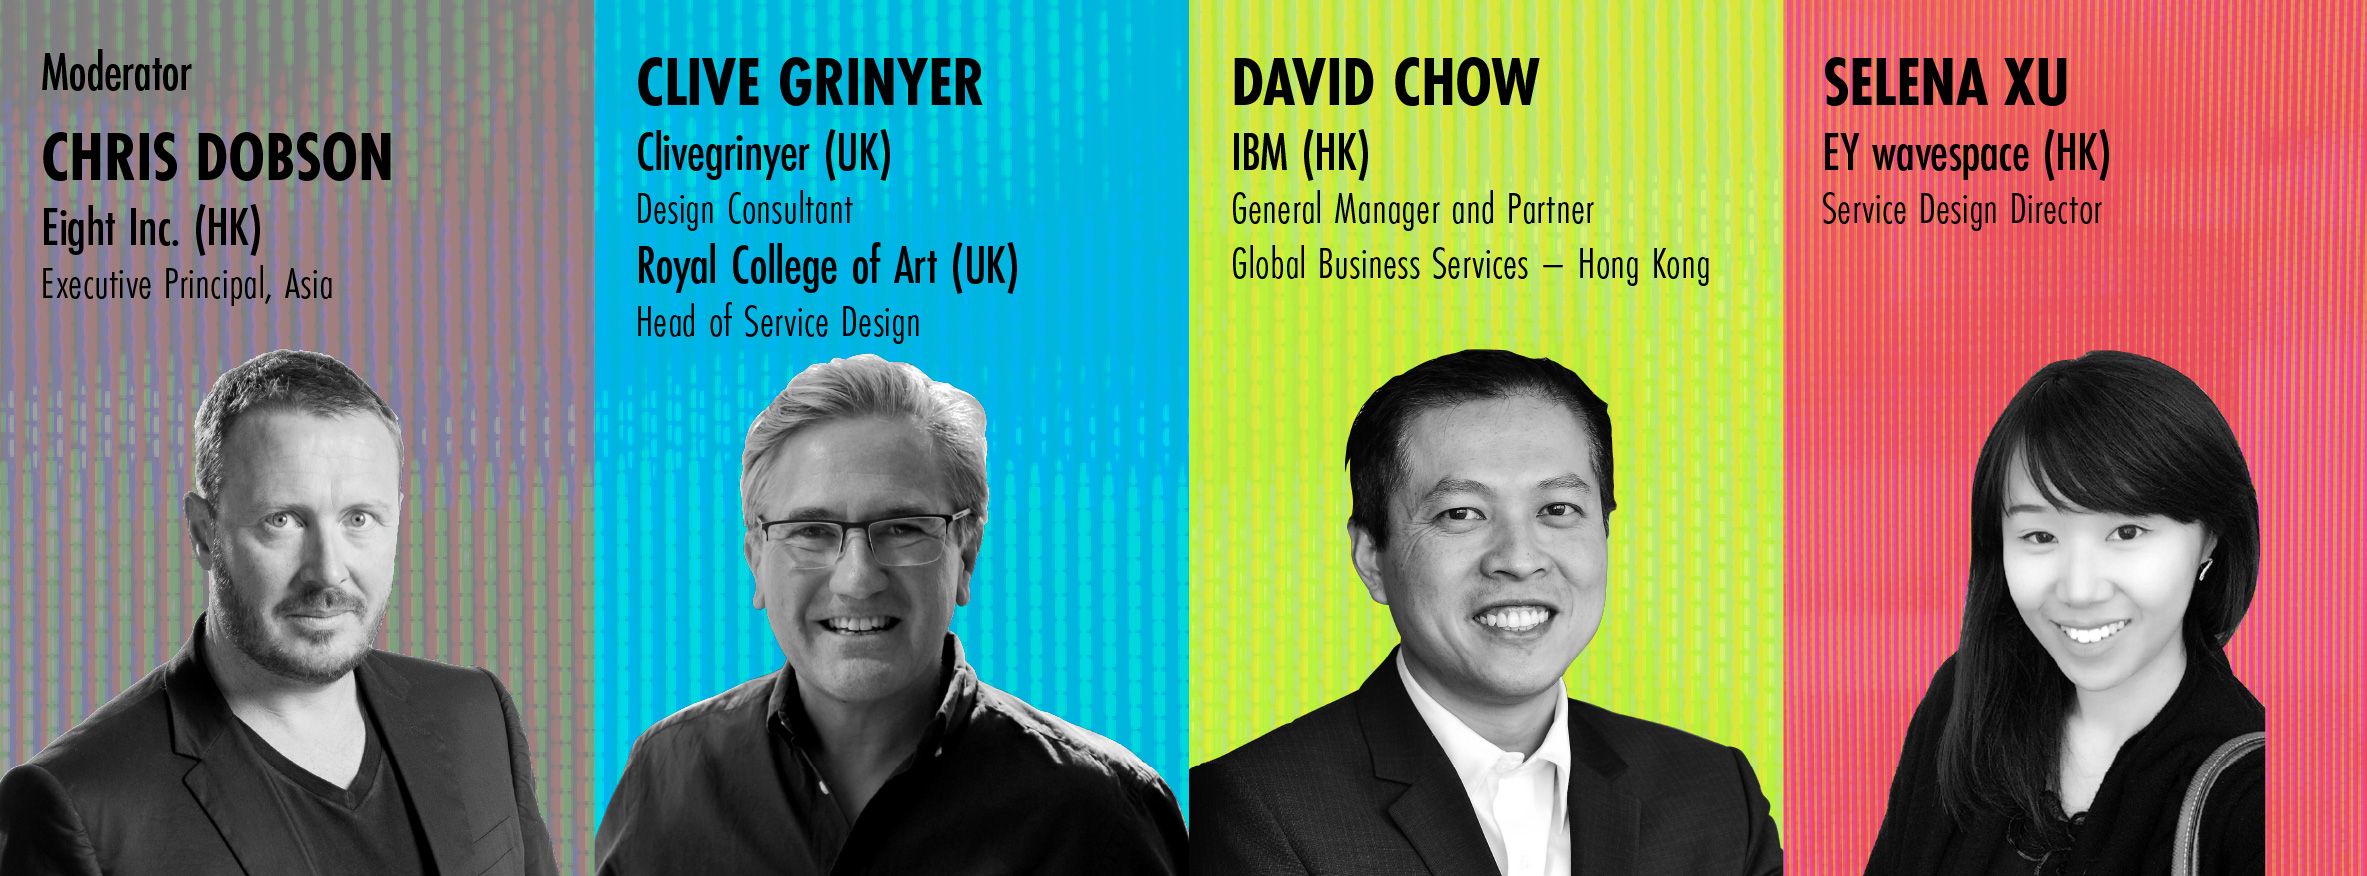 Moderator
CHRIS DOBSON
Eight Inc. (HK)
Executive Principal, Asia
CLIVE GRINYER
Clivegrinyer (UK)
Design Consultant
Royal College of Art (UK)
Head of Service Design
DAVID CHOW
IBM (HK)
General Manager and Partner
Global Business Services – Hong Kong
SELENA XU
EY wavespace (HK)
Service Design Director